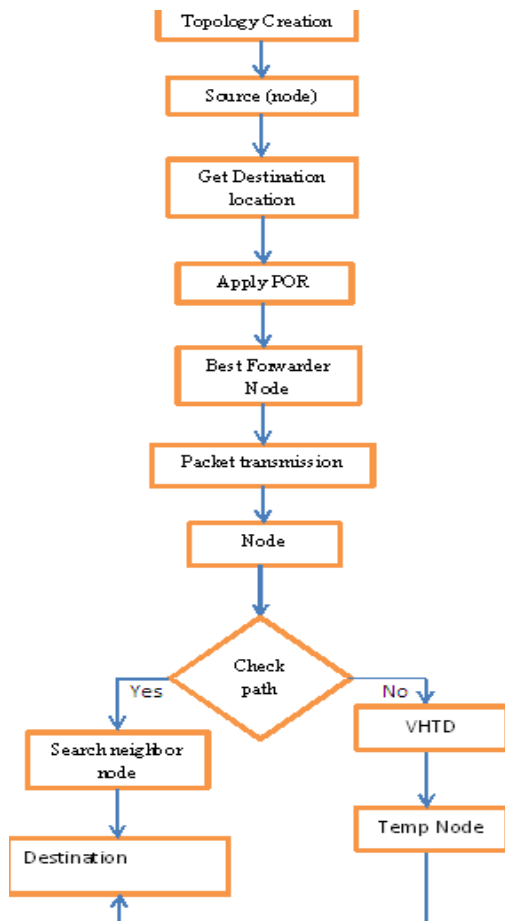 Topology Creation
Source (node)
Get Destination
location
Apply POR
Best Forwarder
Node
Packet transmission
Node
Check
path
Yes
No
Search neighbor
node
VHTD
Temp Node
Destination